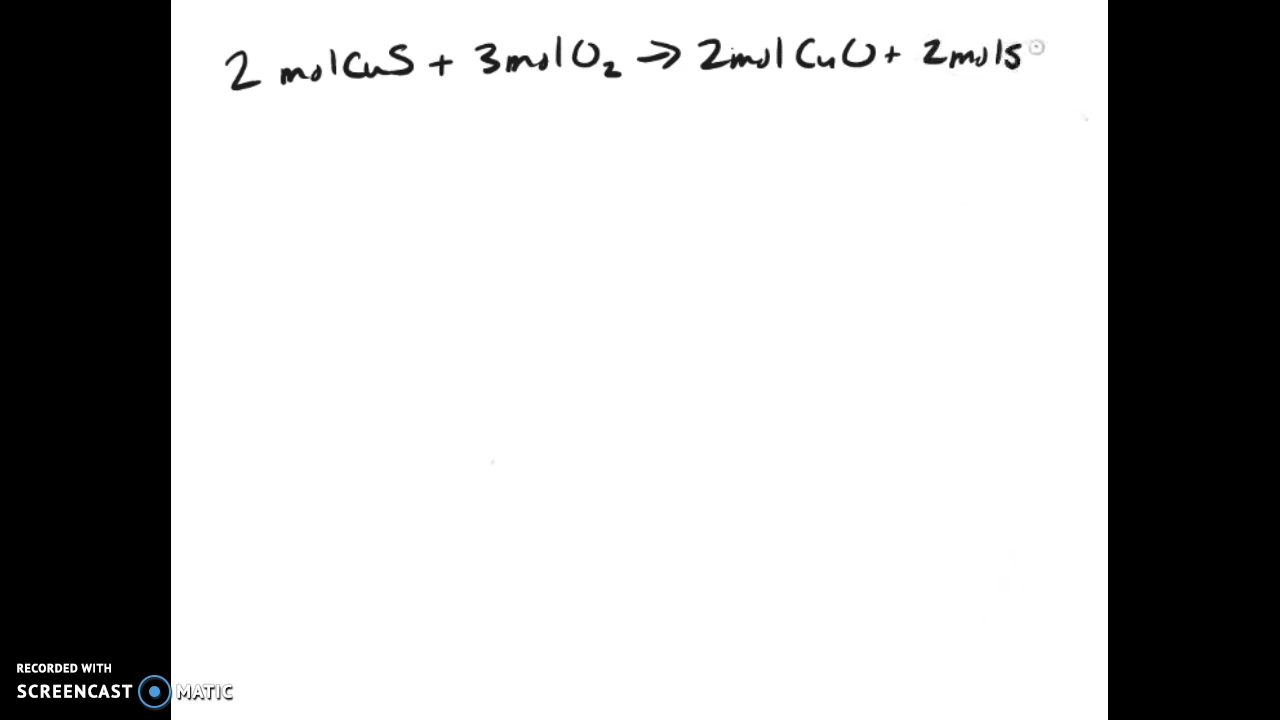 2 mol CuS + 3 mol O₂ → 2 mol CuO + 2 mol S
RECORDED WITH
SCREENCAST MATIC